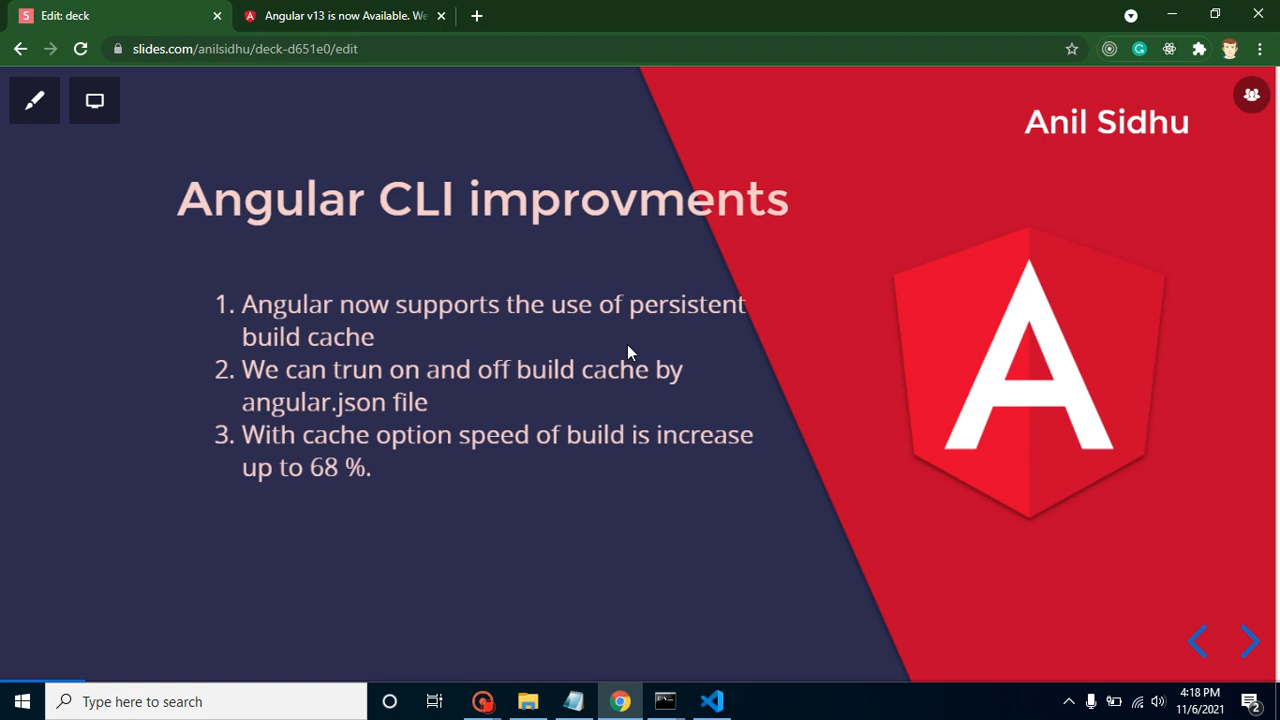 Edit: deck
Angular v13 is now Available. We
slides.com/anilsidhu/deck-d651e0/edit
Anil Sidhu
Angular CLI improvments
1. Angular now supports the use of persistent
build cache
2. We can trun on and off build cache by
angular.json file
3. With cache option speed of build is increase
up to 68 %.
A
Type here to search
4:18 PM
11/6/2021
2